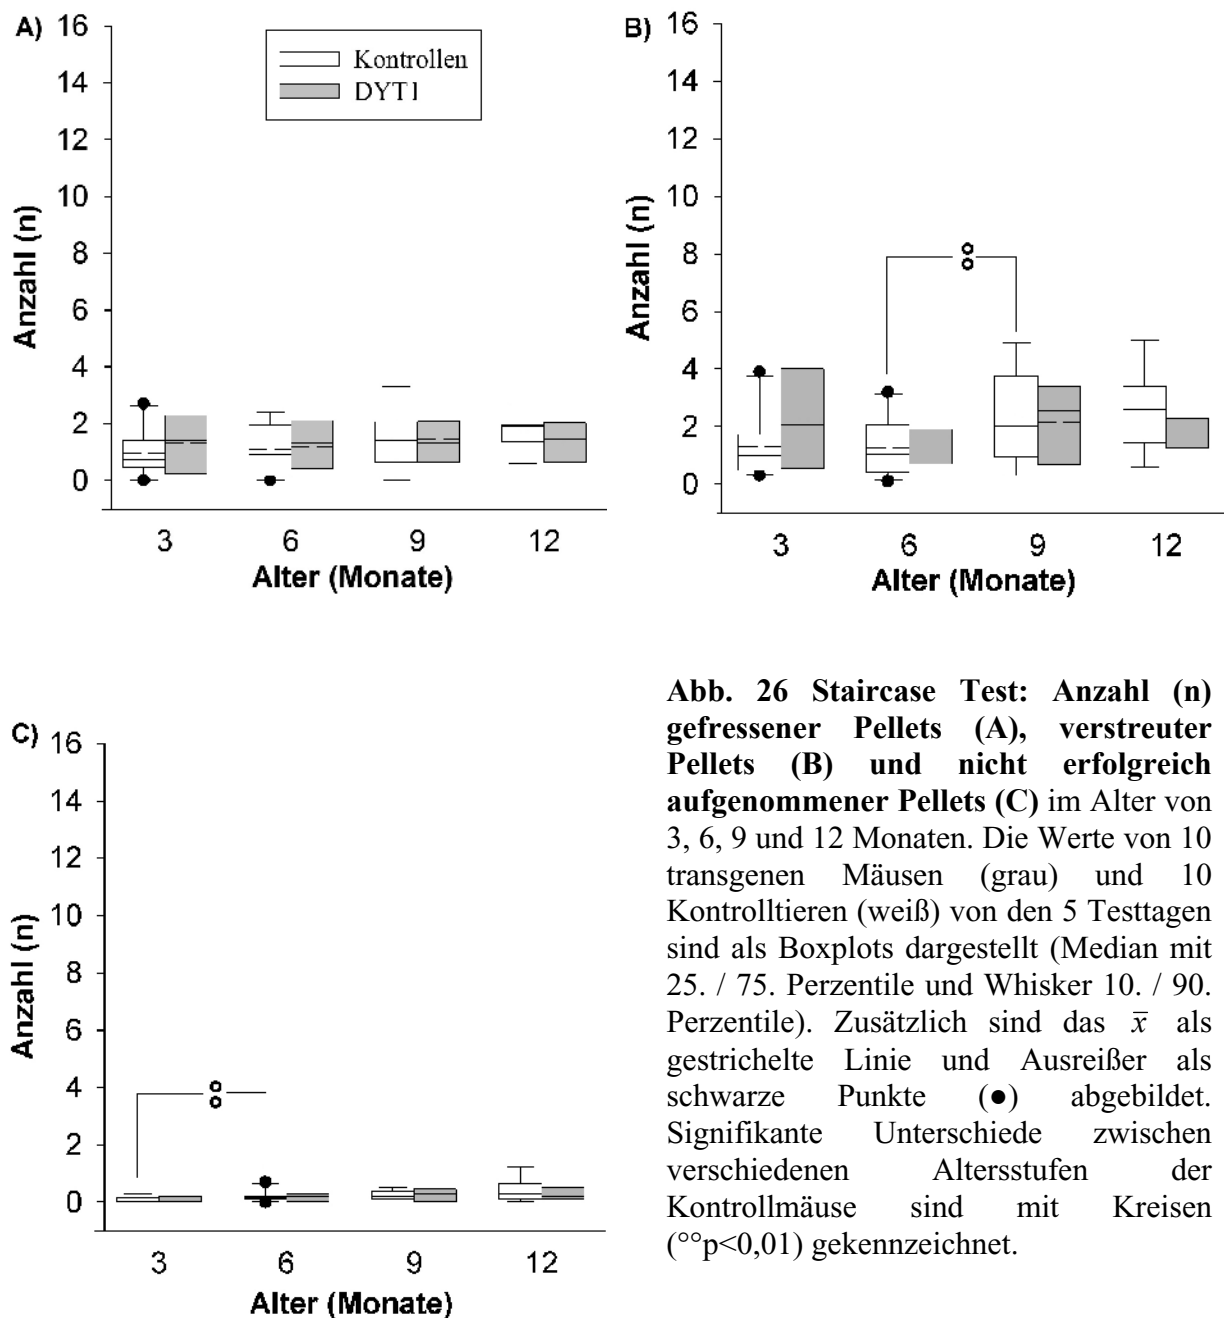 A)
16
14
12
10
8
6
4
2
0
Anzahl (n)
Kontrollen
DYT1
3 6 9 12
Alter (Monate)
B)
16
14
12
10
8
6
4
2
0
Anzahl (n)
3 6 9 12
Alter (Monate)
C)
16
14
12
10
8
6
4
2
0
Anzahl (n)
3 6 9 12
Alter (Monate)
Abb. 26 Staircase Test: Anzahl (n)
gefressener Pellets (A), verstreuter
Pellets (B) und nicht erfolgreich
aufgenommener Pellets (C) im Alter von
3, 6, 9 und 12 Monaten. Die Werte von 10
transgenen Mäusen (grau) und 10
Kontrolltieren (weiß) von den 5 Testtagen
sind als Boxplots dargestellt (Median mit
25. / 75. Perzentile und Whisker 10. / 90.
Perzentile). Zusätzlich sind das x̄ als
gestrichelte Linie und Ausreißer als
schwarze Punkte (●) abgebildet.
Signifikante Unterschiede zwischen
verschiedenen Altersstufen der
Kontrollmäuse sind mit Kreisen
(°°p<0,01) gekennzeichnet.